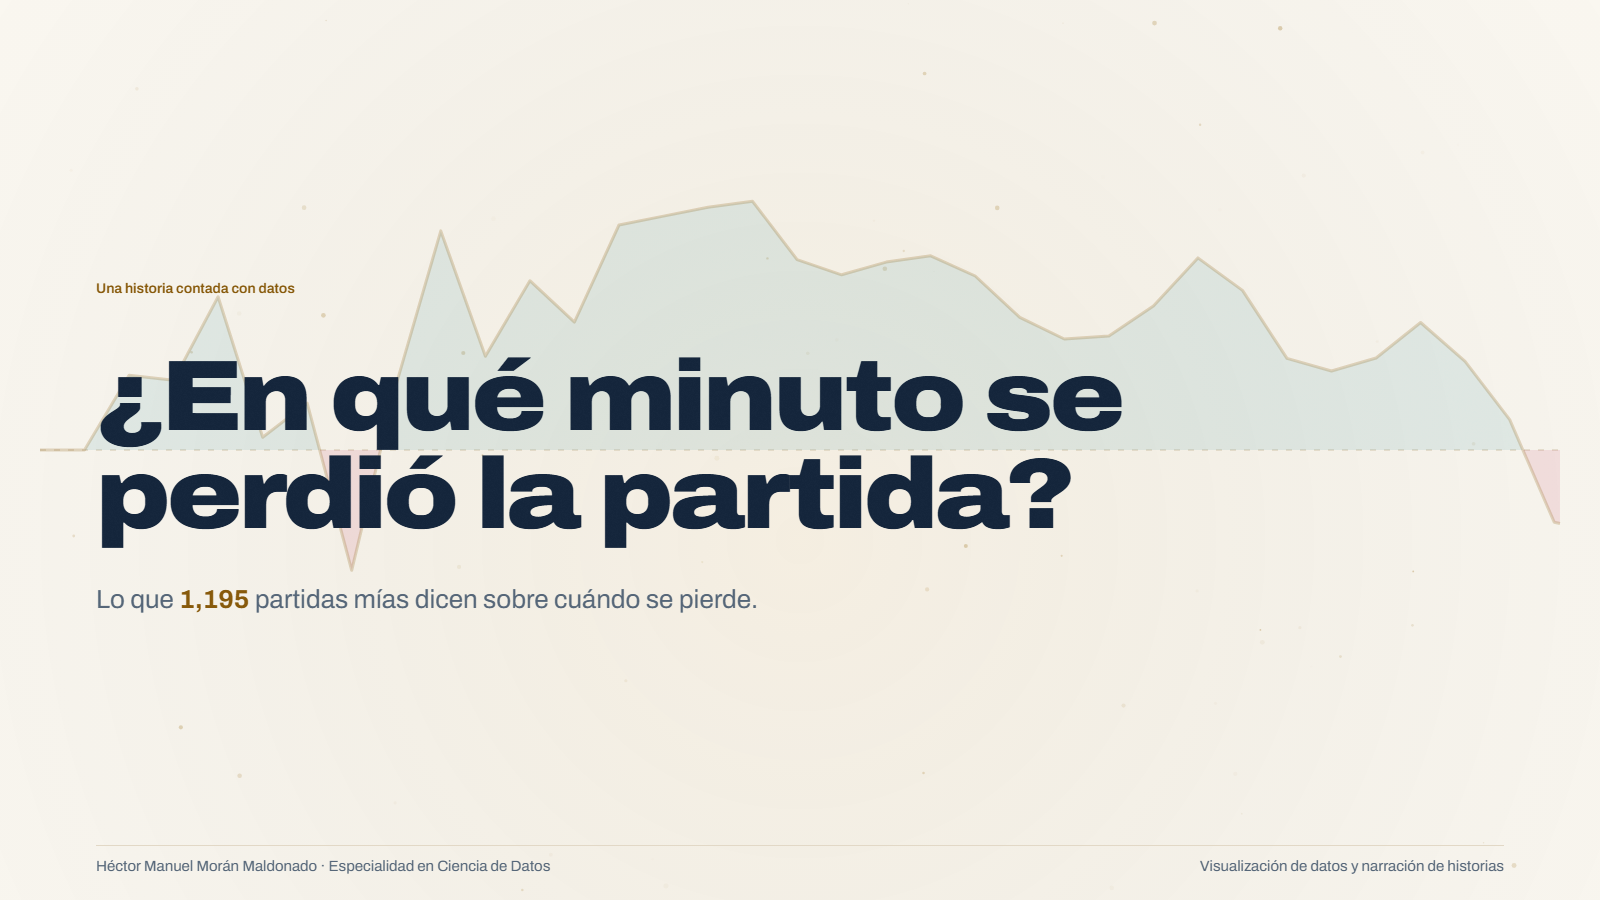 Una historia contada con datos
¿En qué minuto se
perdió la partida?
Lo que 1,195 partidas mías dicen sobre cuándo se pierde.
Héctor Manuel Morán Maldonado · Especialidad en Ciencia de Datos
Visualización de datos y narración de historias